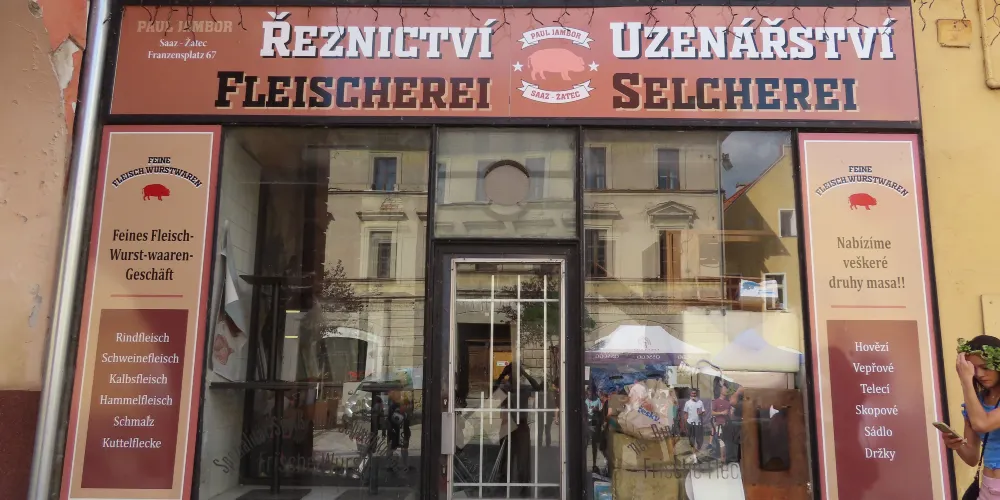 PAUL JAMBOR
Saaz - Žatec
Franzensplatz 67
ŘEZNICTVÍ
FLEISCHEREI
PAUL JAMBOR
SAAZ - ŽATEC
UZENÁŘSTVÍ
SELCHEREI
FEINE
FLEISCH.WURSTWAREN
Feines Fleisch-
Wurst-waaren-
Geschäft
Rindfleisch
Schweinefleisch
Kalbsfleisch
Hammelfleisch
Schmalz
Kuttelflecke
FEINE
FLEISCH.WURSTWAREN
Nabízíme
veškeré
druhy masa!!
Hovězí
Vepřové
Telecí
Skopové
Sádlo
Držky